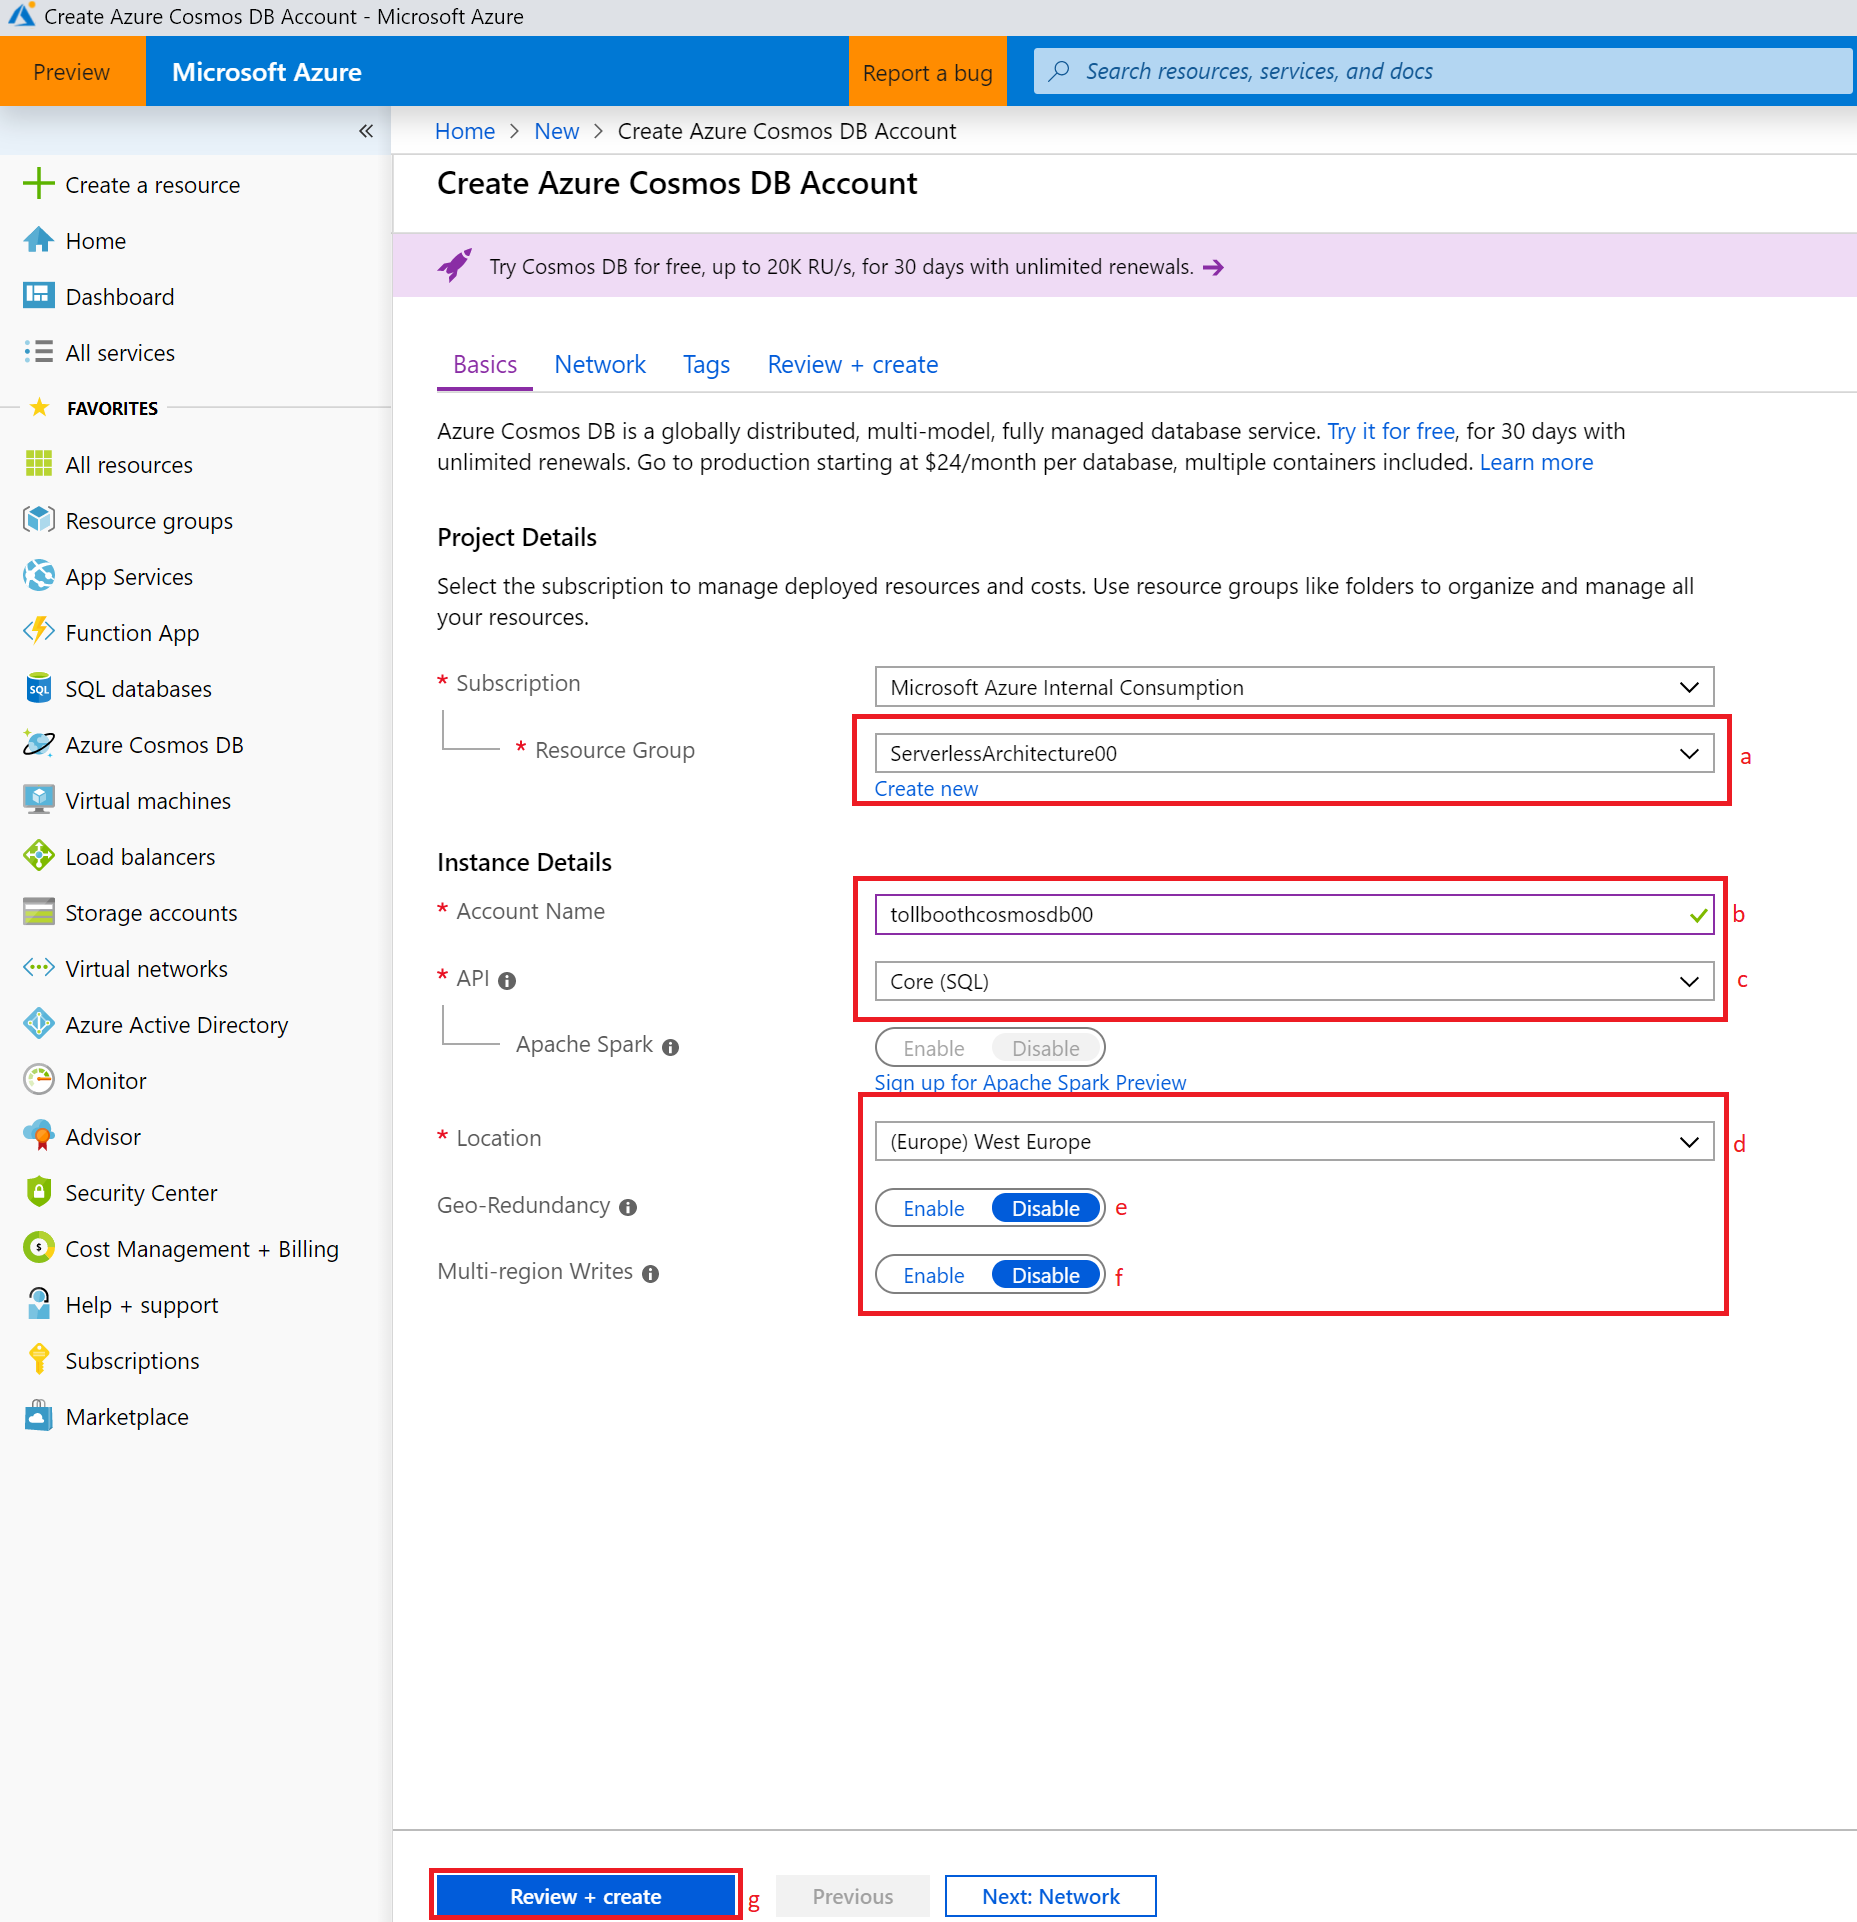 Create Azure Cosmos DB Account - Microsoft Azure
Preview
Microsoft Azure
Report a bug
Search resources, services, and docs
«
Home > New > Create Azure Cosmos DB Account
Create a resource
Home
Dashboard
All services
FAVORITES
All resources
Resource groups
App Services
Function App
SQL databases
Azure Cosmos DB
Virtual machines
Load balancers
Storage accounts
Virtual networks
Azure Active Directory
Monitor
Advisor
Security Center
Cost Management + Billing
Help + support
Subscriptions
Marketplace
Create Azure Cosmos DB Account
Try Cosmos DB for free, up to 20K RU/s, for 30 days with unlimited renewals. →
Basics
Network
Tags
Review + create
Azure Cosmos DB is a globally distributed, multi-model, fully managed database service. Try it for free, for 30 days with
unlimited renewals. Go to production starting at $24/month per database, multiple containers included. Learn more
Project Details
Select the subscription to manage deployed resources and costs. Use resource groups like folders to organize and manage all
your resources.
* Subscription
Microsoft Azure Internal Consumption
* Resource Group
ServerlessArchitecture00
a
Create new
Instance Details
* Account Name
tollboothcosmosdb00
b
* API
Core (SQL)
c
Apache Spark
Enable Disable
Sign up for Apache Spark Preview
* Location
(Europe) West Europe
d
Geo-Redundancy
Enable Disable
e
Multi-region Writes
Enable Disable
f
Review + create
g
Previous
Next: Network